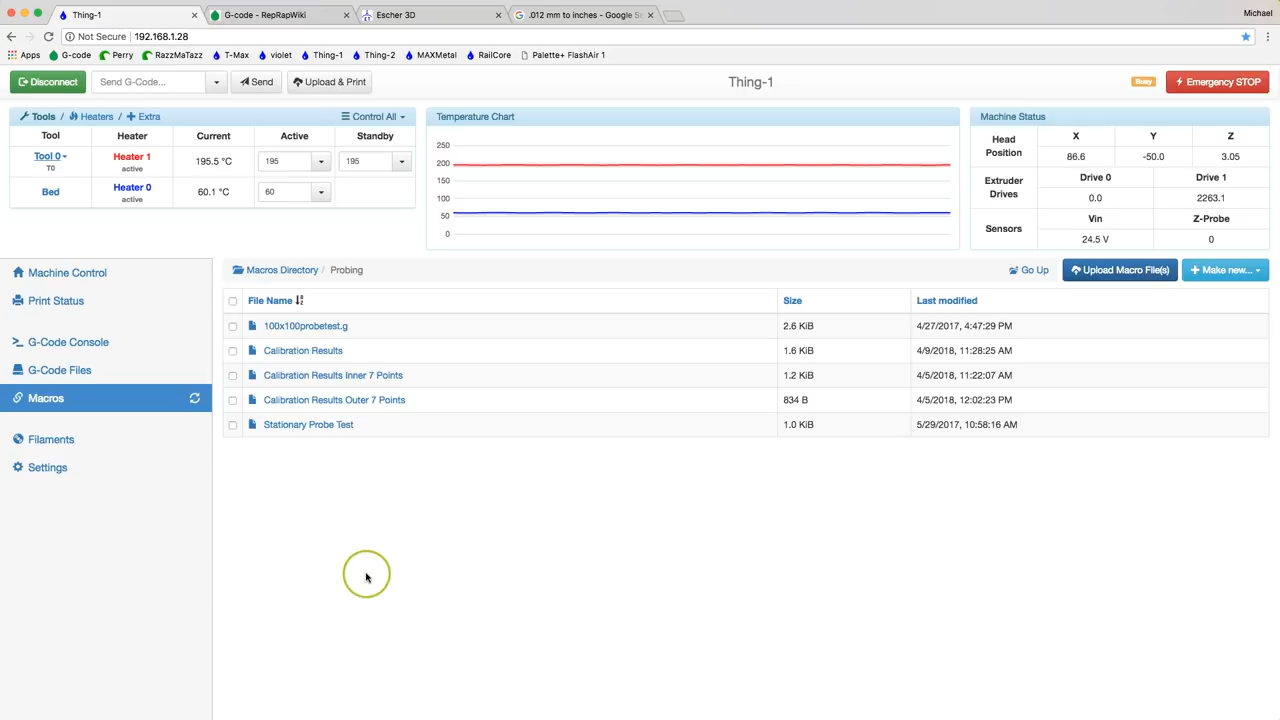 Thing-1
G-code - RepRapWiki
Escher 3D
.012 mm to inches - Google Se
Michael
Not Secure
192.168.1.28
Apps
G-code
Perry
RazzMaTazz
T-Max
violet
Thing-1
Thing-2
MAXMetal
RailCore
Palette+ FlashAir 1
Disconnect
Send G-Code...
Send
Upload & Print
Thing-1
Busy
Emergency STOP
Tools / Heaters / Extra
Control All
Tool Heater Current Active Standby
Tool 0 Heater 1 195.5 °C 195 195
T0 active
Bed Heater 0 60.1 °C 60
active
Temperature Chart
250
200
150
100
50
0
Machine Status
Head Position
X Y Z
86.6 -50.0 3.05
Extruder Drives
Drive 0 Drive 1
0.0 2263.1
Sensors
Vin Z-Probe
24.5 V 0
Machine Control
Print Status
G-Code Console
G-Code Files
Macros
Filaments
Settings
Macros Directory / Probing
Go Up
Upload Macro File(s)
Make new...
File Name Size Last modified
100x100probetest.g 2.6 KiB 4/27/2017, 4:47:29 PM
Calibration Results 1.6 KiB 4/9/2018, 11:28:25 AM
Calibration Results Inner 7 Points 1.2 KiB 4/5/2018, 11:22:07 AM
Calibration Results Outer 7 Points 834 B 4/5/2018, 12:02:23 PM
Stationary Probe Test 1.0 KiB 5/29/2017, 10:58:16 AM